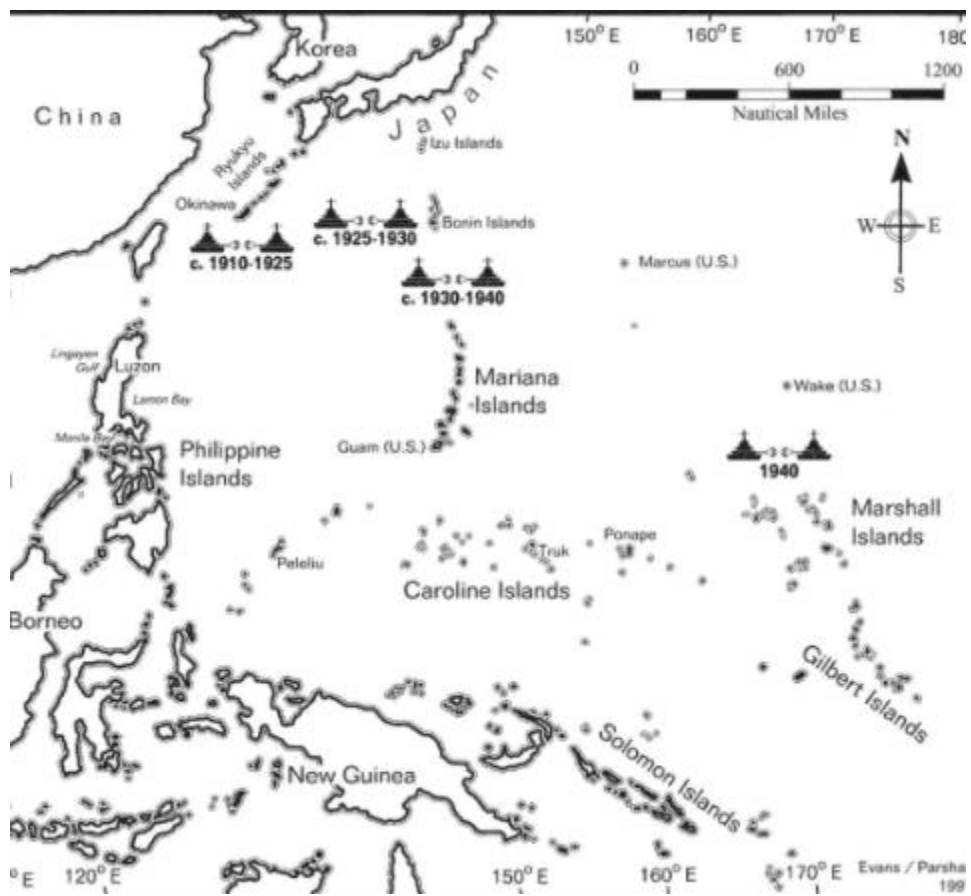 150° E 160° E 170° E 180
Korea
China
Japan
0 600 1200
Nautical Miles
Izu Islands
Ryukyu
Islands
N
W E
S
Okinawa
Bonin Islands
c. 1925-1930
c. 1910-1925
Marcus (U.S.)
c. 1930-1940
Lingayen
Gulf
Luzon
Mariana
Islands
Wake (U.S.)
Lamon Bay
Manila Bay
Guam (U.S.)
Philippine
Islands
1940
Marshall
Islands
Ponape
Truk
Peleliu
Caroline Islands
Borneo
Gilbert Islands
Solomon Islands
New Guinea
° E 120° E 150° E 160° E 170° E
Evans / Parsha
199